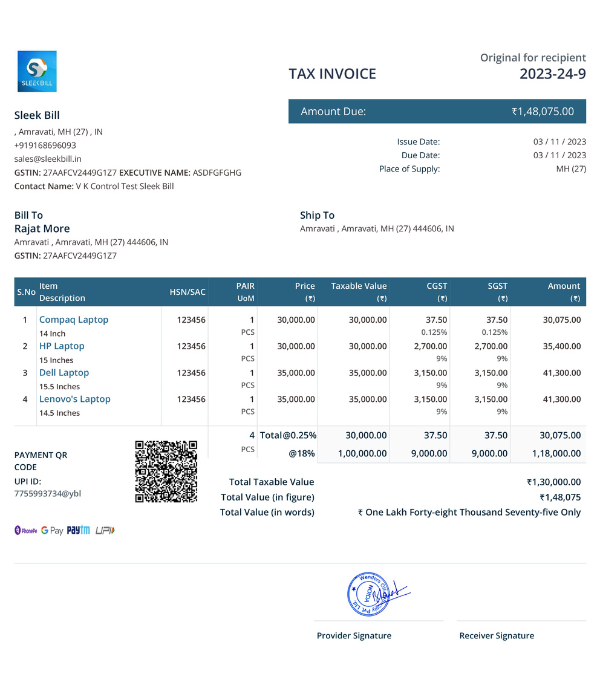 SLEEKBILL
Original for recipient
TAX INVOICE 2023-24-9
Amount Due: ₹1,48,075.00
Sleek Bill
, Amravati, MH (27) , IN
+919168696093
sales@sleekbill.in
GSTIN: 27AAFCV2449G1Z7 EXECUTIVE NAME: ASDFGFGHG
Contact Name: V K Control Test Sleek Bill
Issue Date: 03 / 11 / 2023
Due Date: 03 / 11 / 2023
Place of Supply: MH (27)
Bill To
Rajat More
Amravati , Amravati, MH (27) 444606, IN
GSTIN: 27AAFCV2449G1Z7
Ship To
Amravati , Amravati, MH (27) 444606, IN
S.No Item Description HSN/SAC PAIR UoM Price (₹) Taxable Value (₹) CGST (₹) SGST (₹) Amount (₹)
1 Compaq Laptop 123456 1 30,000.00 30,000.00 37.50 37.50 30,075.00
14 Inch PCS 0.125% 0.125%
2 HP Laptop 123456 1 30,000.00 30,000.00 2,700.00 2,700.00 35,400.00
15 Inches PCS 9% 9%
3 Dell Laptop 123456 1 35,000.00 35,000.00 3,150.00 3,150.00 41,300.00
15.5 Inches PCS 9% 9%
4 Lenovo's Laptop 123456 1 35,000.00 35,000.00 3,150.00 3,150.00 41,300.00
14.5 Inches PCS 9% 9%
4 Total@0.25% 30,000.00 37.50 37.50 30,075.00
PCS @18% 1,00,000.00 9,000.00 9,000.00 1,18,000.00
PAYMENT QR
CODE
UPI ID:
7755993734@ybl
PhonePe G Pay Paytm UPI
Total Taxable Value ₹1,30,000.00
Total Value (in figure) ₹1,48,075
Total Value (in words) ₹ One Lakh Forty-eight Thousand Seventy-five Only
NOIDA
Pvt. Ltd.
Provider Signature
Receiver Signature